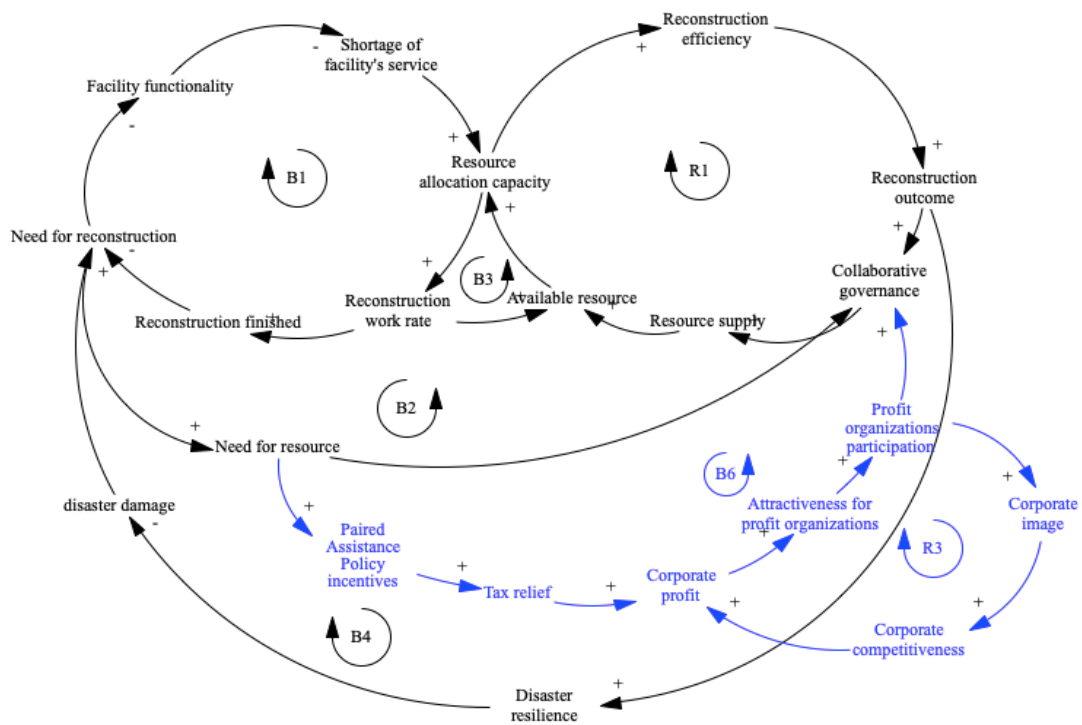 Reconstruction
efficiency
+
-
Shortage of
facility's service
Facility functionality
-
+
+
Resource
allocation capacity
B1
R1
Reconstruction
outcome
+
Need for reconstruction
-
+
+
+
B3
Collaborative
governance
Reconstruction
work rate
+
Available resource
+
Resource supply
+
Reconstruction finished
+
+
B2
+
Need for resource
Profit
organizations
participation
+
B6
+
Corporate
image
disaster damage
-
+
Attractiveness for
profit organizations
+
Paired
Assistance
Policy
incentives
R3
+
Tax relief
+
Corporate
profit
+
+
Corporate
competitiveness
B4
+
Disaster
resilience